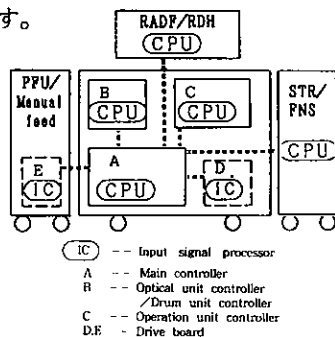 す。
RADF/RDH
CPU
PFU/
Manual
feed
B
CPU
C
CPU
STR/
FNS
CPU
A
CPU
D
IC
E
IC
IC -- Input signal processor
A -- Main controller
B -- Optical unit controller
/Drum unit controller
C -- Operation unit controller
D.E - Drive board